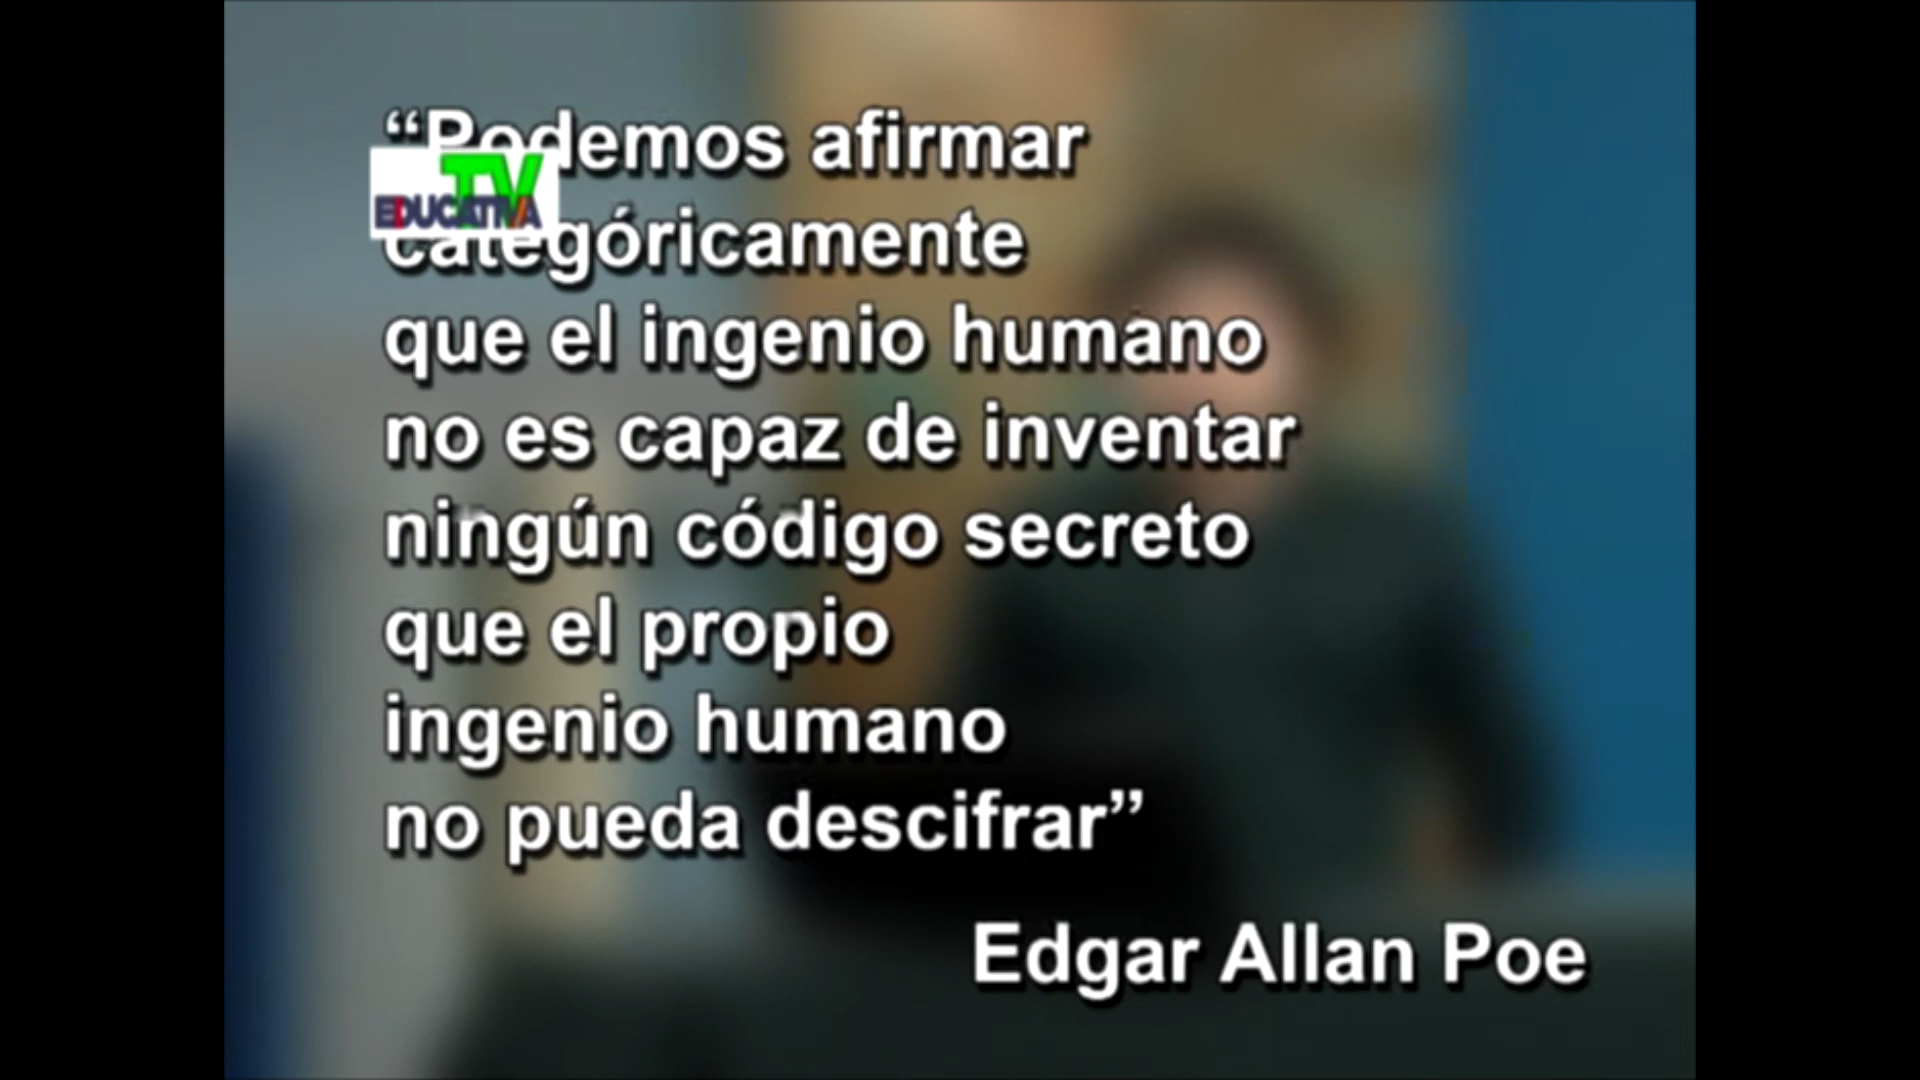 “Podemos afirmar
TV
EDUCATIVA
categóricamente
que el ingenio humano
no es capaz de inventar
ningún código secreto
que el propio
ingenio humano
no pueda descifrar”
Edgar Allan Poe